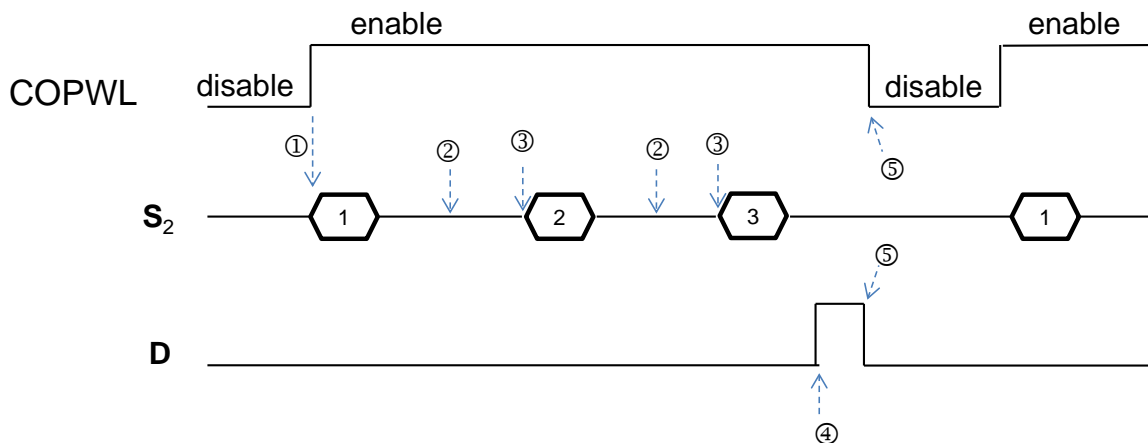 enable enable
disable disable
COPWL
① ② ③ ② ③ ⑤
S₂ 1 2 3 1
⑤
D
④